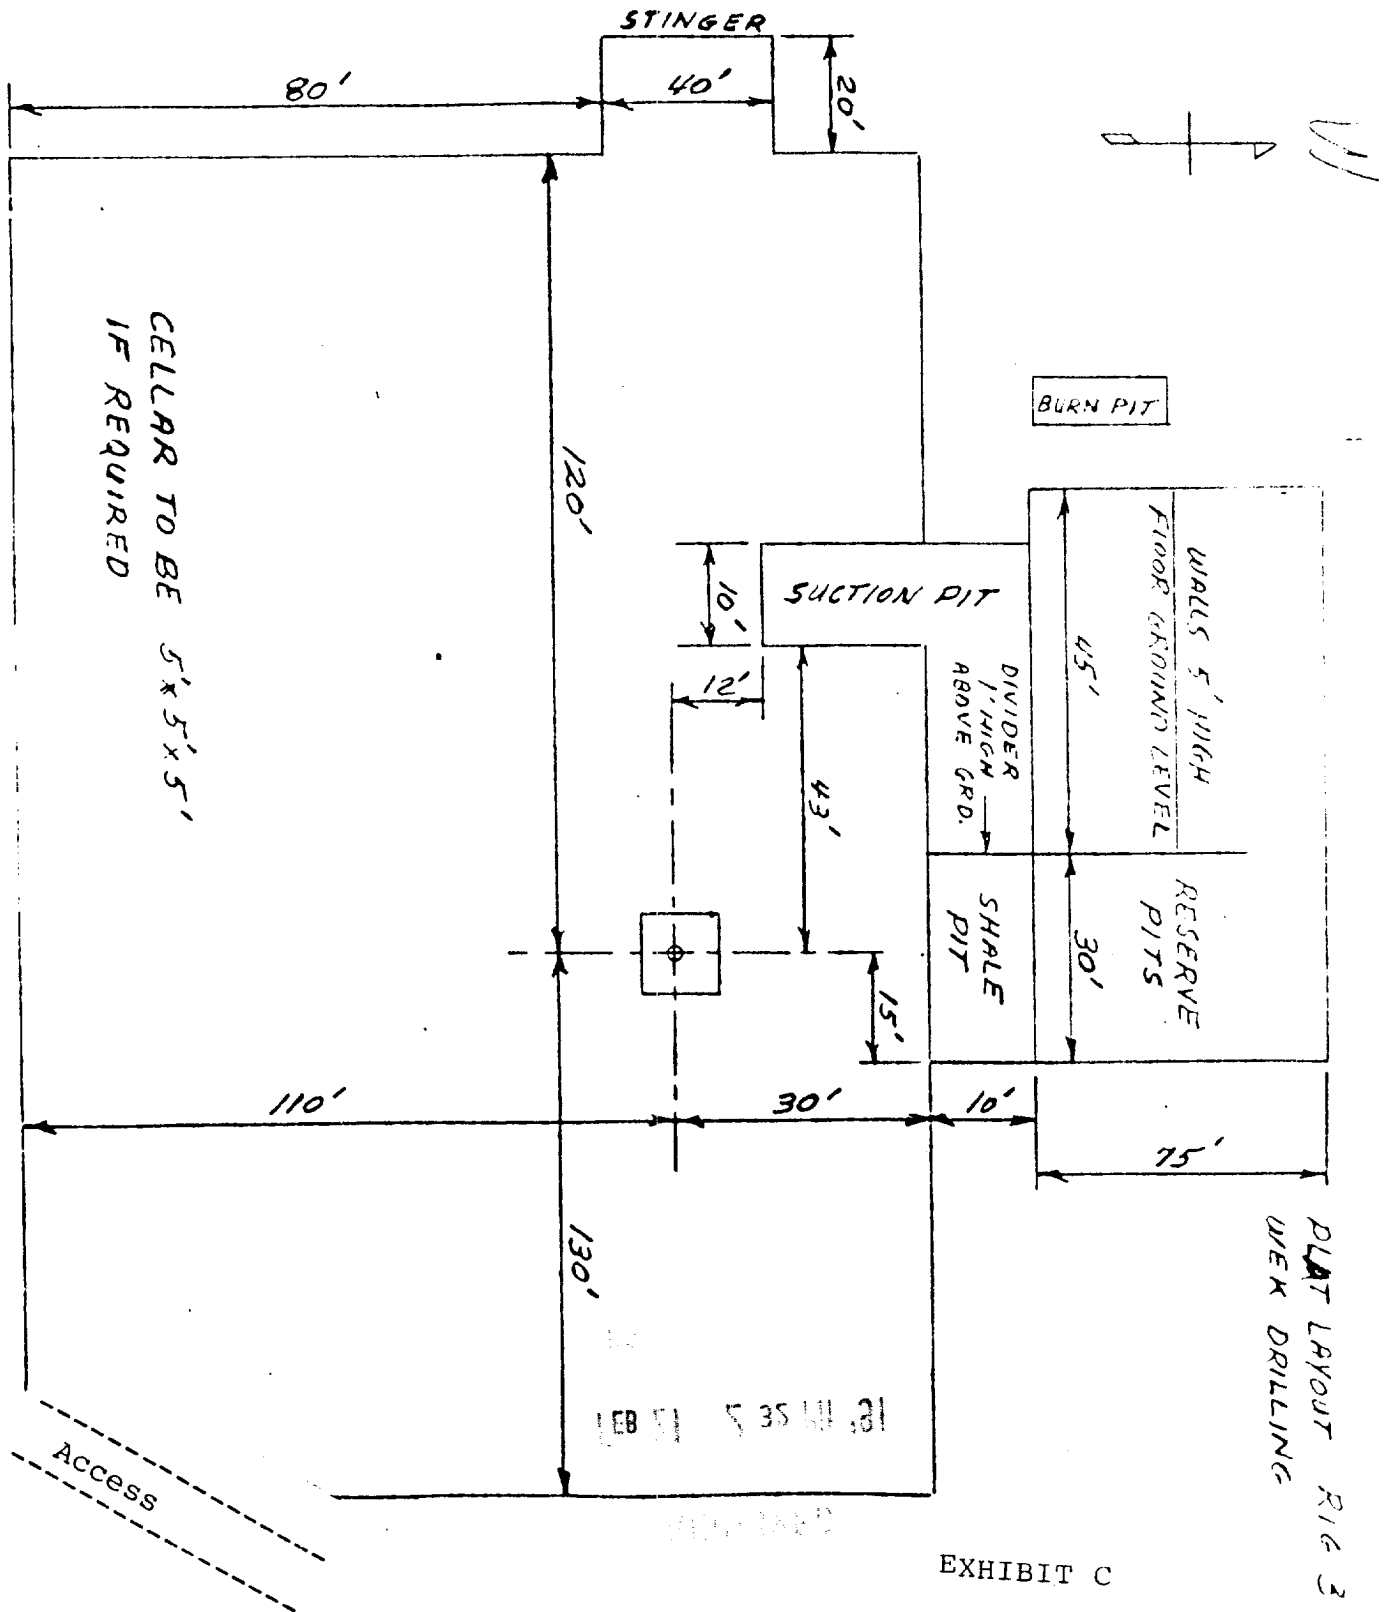 STINGER
80'
40'
20'
BURN PIT
CELLAR TO BE 5'x5'x5'
IF REQUIRED
120'
SUCTION PIT
10'
12'
43'
DIVIDER
1' HIGH
ABOVE GRD.
WALLS 5' HIGH
FLOOR GROUND LEVEL
45'
SHALE
PIT
30'
RESERVE
PITS
15'
110'
30'
10'
75'
130'
PLAT LAYOUT RIG 3
WEK DRILLING
32
'91
Access
EXHIBIT C